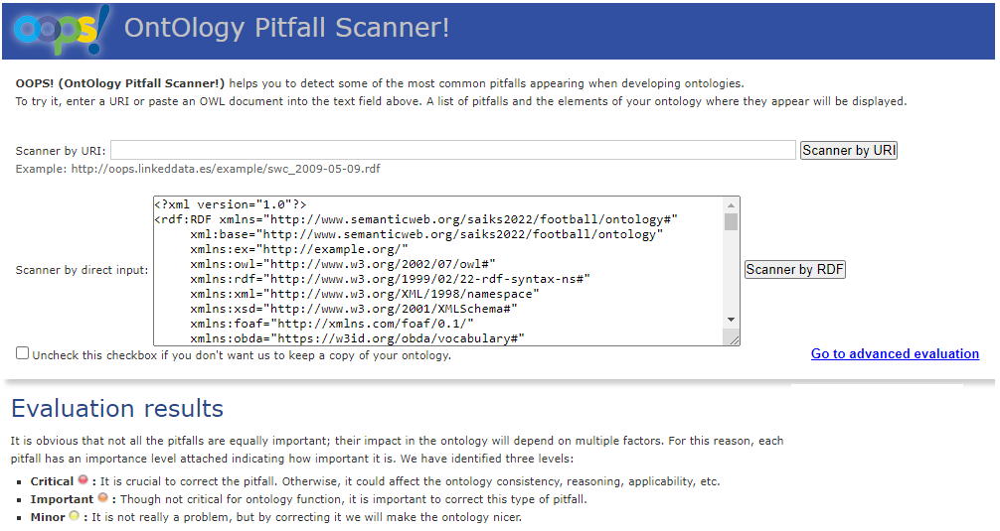 oops! OntOlogy Pitfall Scanner!
OOPS! (OntOlogy Pitfall Scanner!) helps you to detect some of the most common pitfalls appearing when developing ontologies.
To try it, enter a URI or paste an OWL document into the text field above. A list of pitfalls and the elements of your ontology where they appear will be displayed.
Scanner by URI: Scanner by URI
Example: http://oops.linkeddata.es/example/swc_2009-05-09.rdf
<?xml version="1.0"?>
<rdf:RDF xmlns="http://www.semanticweb.org/saiks2022/football/ontology#"
xml:base="http://www.semanticweb.org/saiks2022/football/ontology"
xmlns:ex="http://example.org/"
xmlns:owl="http://www.w3.org/2002/07/owl#"
Scanner by direct input: xmlns:rdf="http://www.w3.org/1999/02/22-rdf-syntax-ns#" Scanner by RDF
xmlns:xml="http://www.w3.org/XML/1998/namespace"
xmlns:xsd="http://www.w3.org/2001/XMLSchema#"
xmlns:foaf="http://xmlns.com/foaf/0.1/"
xmlns:obda="https://w3id.org/obda/vocabulary#"
Uncheck this checkbox if you don't want us to keep a copy of your ontology. Go to advanced evaluation
Evaluation results
It is obvious that not all the pitfalls are equally important; their impact in the ontology will depend on multiple factors. For this reason, each
pitfall has an importance level attached indicating how important it is. We have identified three levels:
Critical : It is crucial to correct the pitfall. Otherwise, it could affect the ontology consistency, reasoning, applicability, etc.
Important : Though not critical for ontology function, it is important to correct this type of pitfall.
Minor : It is not really a problem, but by correcting it we will make the ontology nicer.